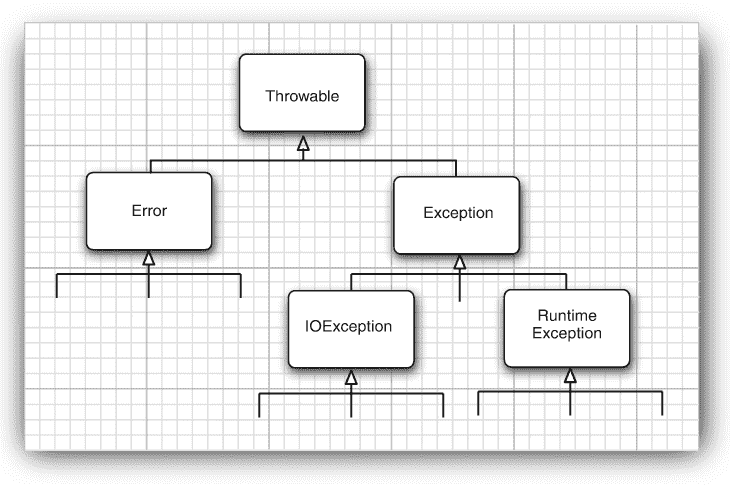 Throwable
Error
Exception
IOException
Runtime
Exception